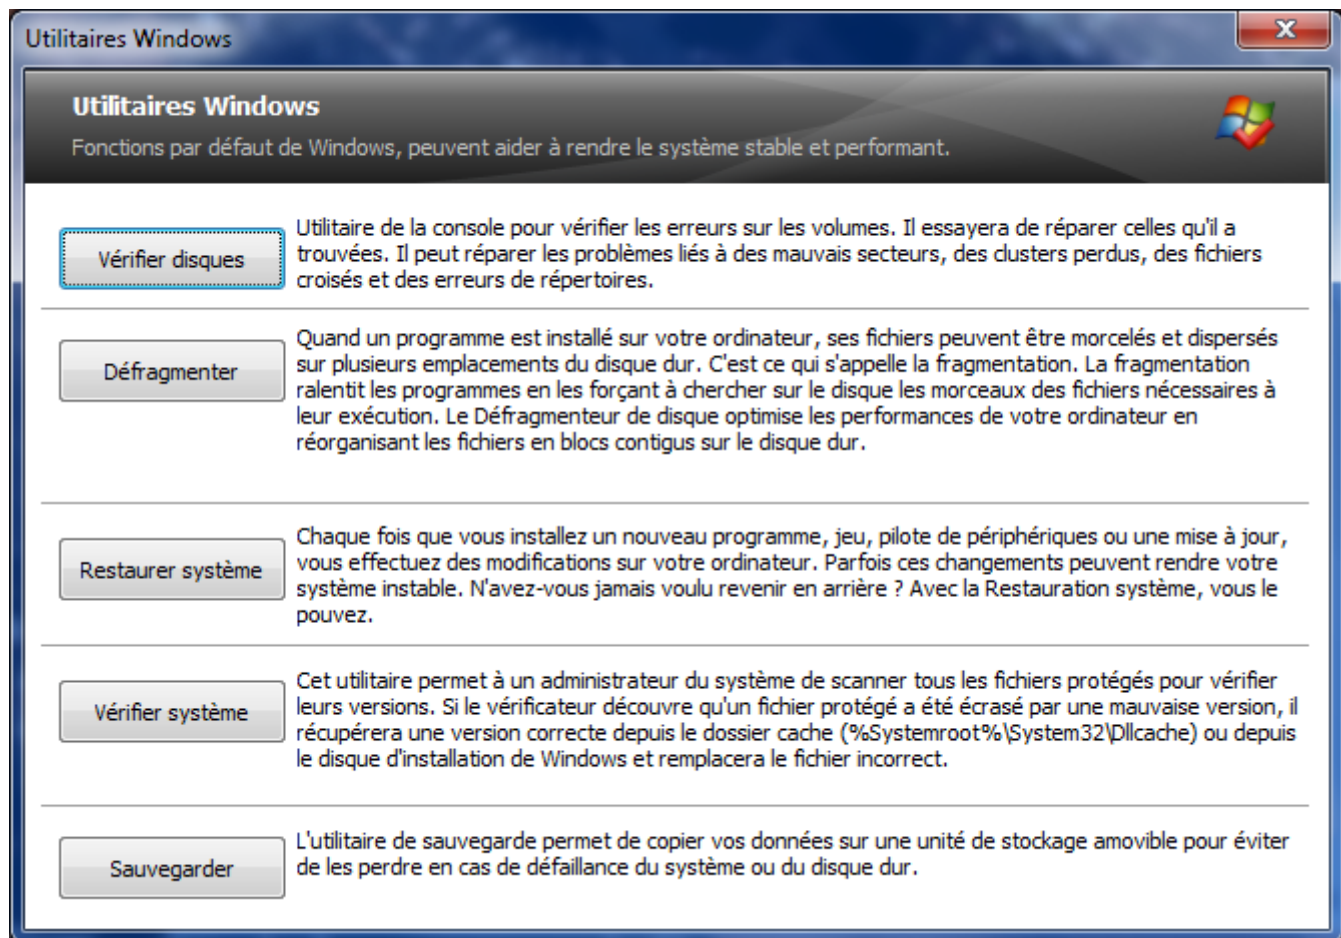 Utilitaires Windows
Utilitaires Windows
Fonctions par défaut de Windows, peuvent aider à rendre le système stable et performant.
Vérifier disques
Utilitaire de la console pour vérifier les erreurs sur les volumes. Il essayera de réparer celles qu'il a
trouvées. Il peut réparer les problèmes liés à des mauvais secteurs, des clusters perdus, des fichiers
croisés et des erreurs de répertoires.
Défragmenter
Quand un programme est installé sur votre ordinateur, ses fichiers peuvent être morcelés et dispersés
sur plusieurs emplacements du disque dur. C'est ce qui s'appelle la fragmentation. La fragmentation
ralentit les programmes en les forçant à chercher sur le disque les morceaux des fichiers nécessaires à
leur exécution. Le Défragmenteur de disque optimise les performances de votre ordinateur en
réorganisant les fichiers en blocs contigus sur le disque dur.
Restaurer système
Chaque fois que vous installez un nouveau programme, jeu, pilote de périphériques ou une mise à jour,
vous effectuez des modifications sur votre ordinateur. Parfois ces changements peuvent rendre votre
système instable. N'avez-vous jamais voulu revenir en arrière ? Avec la Restauration système, vous le
pouvez.
Vérifier système
Cet utilitaire permet à un administrateur du système de scanner tous les fichiers protégés pour vérifier
leurs versions. Si le vérificateur découvre qu'un fichier protégé a été écrasé par une mauvaise version, il
récupérera une version correcte depuis le dossier cache (%Systemroot%\System32\Dllcache) ou depuis
le disque d'installation de Windows et remplacera le fichier incorrect.
Sauvegarder
L'utilitaire de sauvegarde permet de copier vos données sur une unité de stockage amovible pour éviter
de les perdre en cas de défaillance du système ou du disque dur.